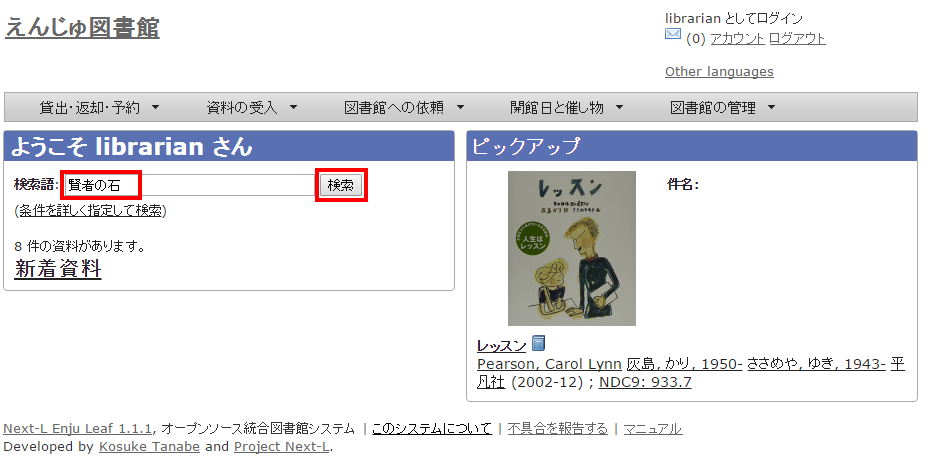 えんじゅ図書館
librarian としてログイン
(0) アカウント ログアウト
Other languages
貸出・返却・予約 ▼ 資料の受入 ▼ 図書館への依頼 ▼ 開館日と催し物 ▼ 図書館の管理 ▼
ようこそ librarian さん
検索語: 賢者の石 検索
(条件を詳しく指定して検索)
8 件の資料があります。
新着資料
ピックアップ
レッスン
人生は
レッスン
件名:
レッスン
Pearson, Carol Lynn 灰島, かり, 1950- ささめや, ゆき, 1943- 平
凡社 (2002-12) ; NDC9: 933.7
Next-L Enju Leaf 1.1.1, オープンソース統合図書館システム | このシステムについて | 不具合を報告する | マニュアル
Developed by Kosuke Tanabe and Project Next-L.